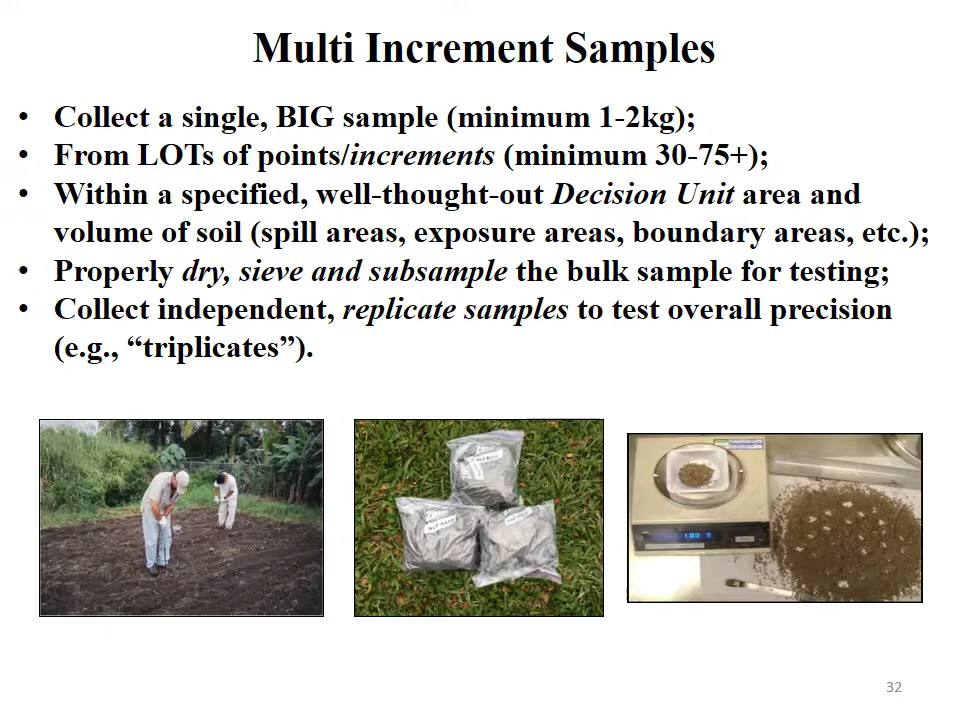 Multi Increment Samples
• Collect a single, BIG sample (minimum 1-2kg);
• From LOTs of points/increments (minimum 30-75+);
• Within a specified, well-thought-out Decision Unit area and
volume of soil (spill areas, exposure areas, boundary areas, etc.);
• Properly dry, sieve and subsample the bulk sample for testing;
• Collect independent, replicate samples to test overall precision
(e.g., “triplicates”).
32